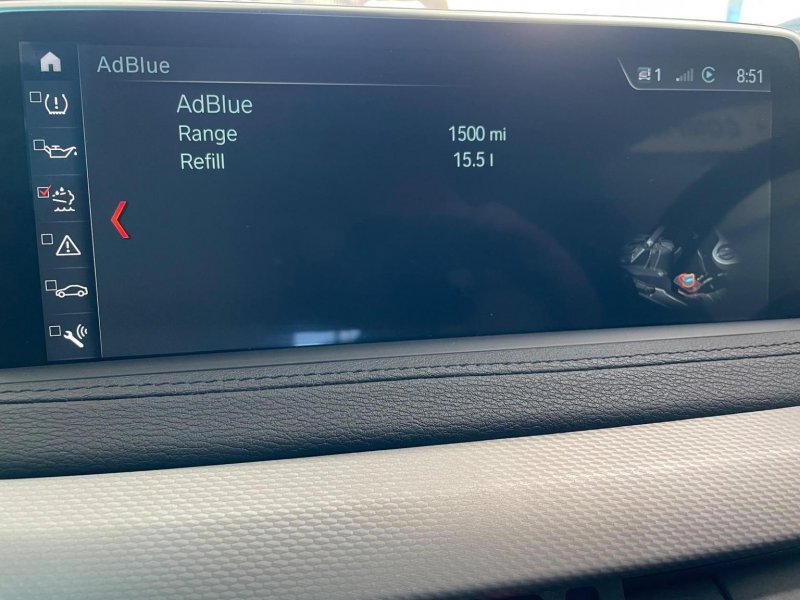 AdBlue
1 8:51
AdBlue
Range 1500 mi
Refill 15.5 l